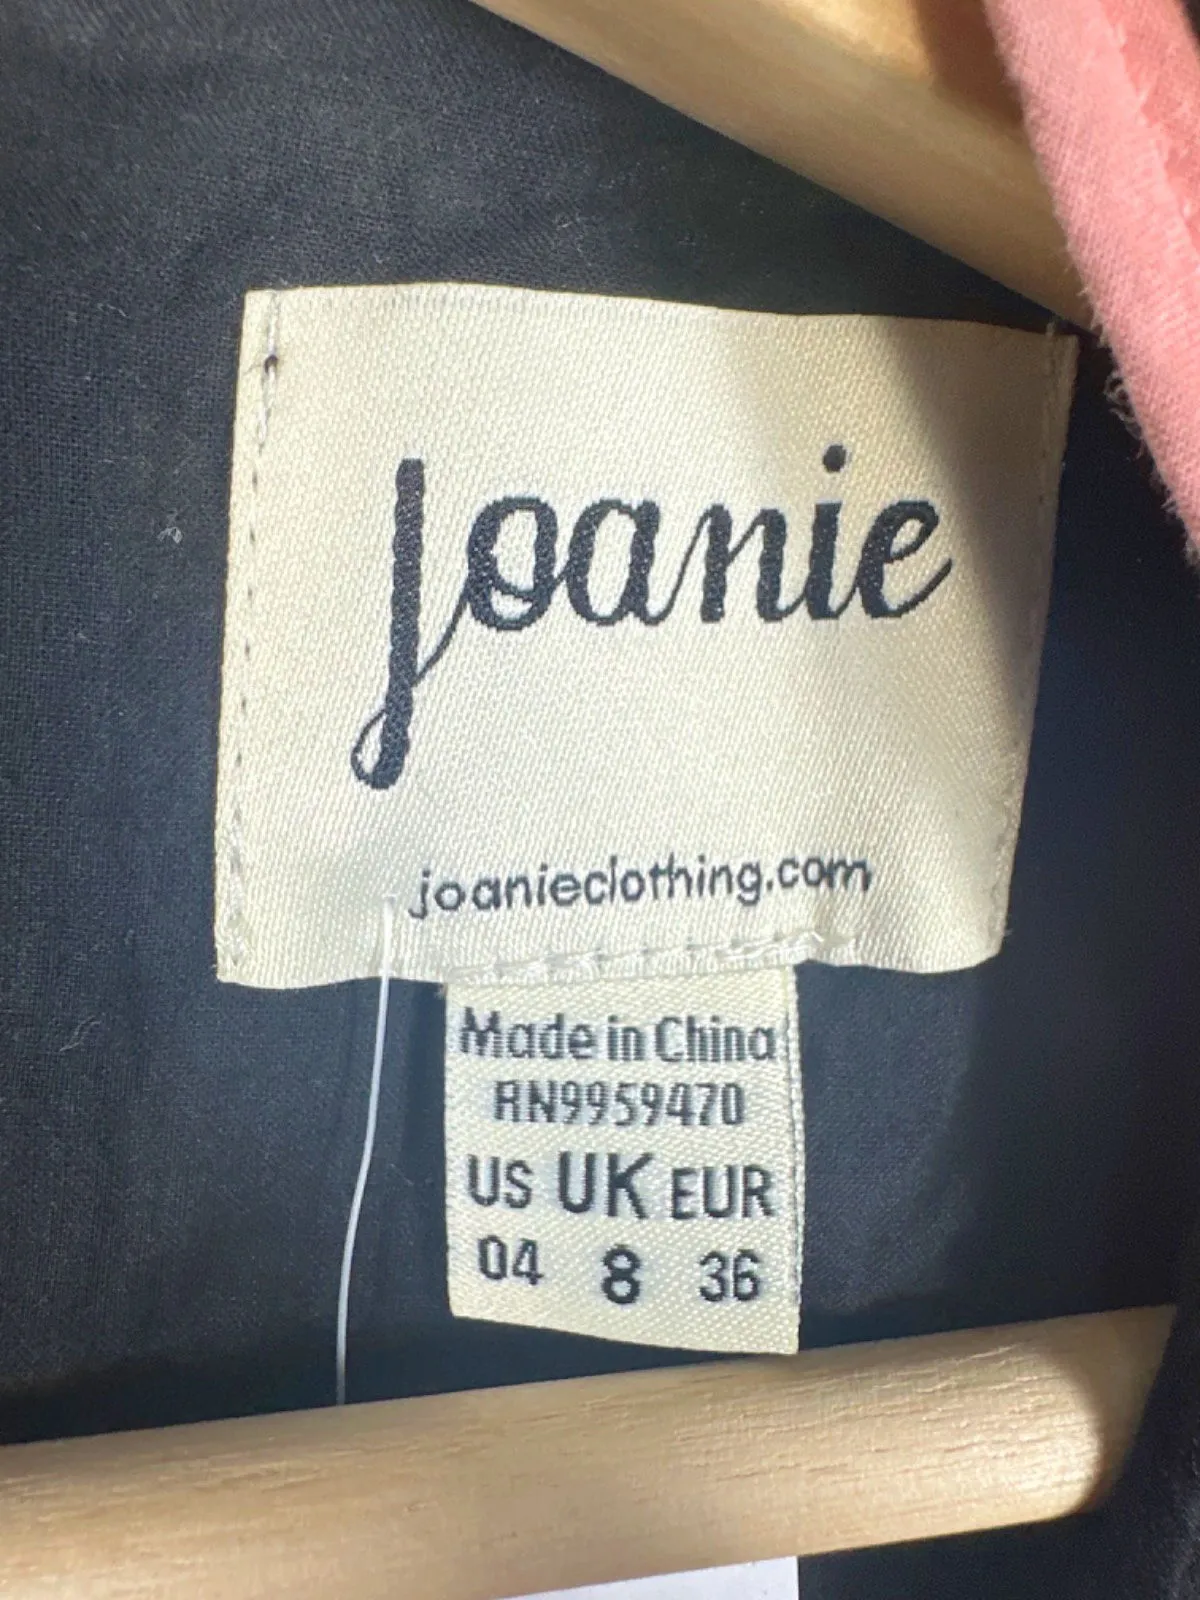 Joanie
joanieclothing.com
Made in China
RN9959470
US UK EUR
04 8 36